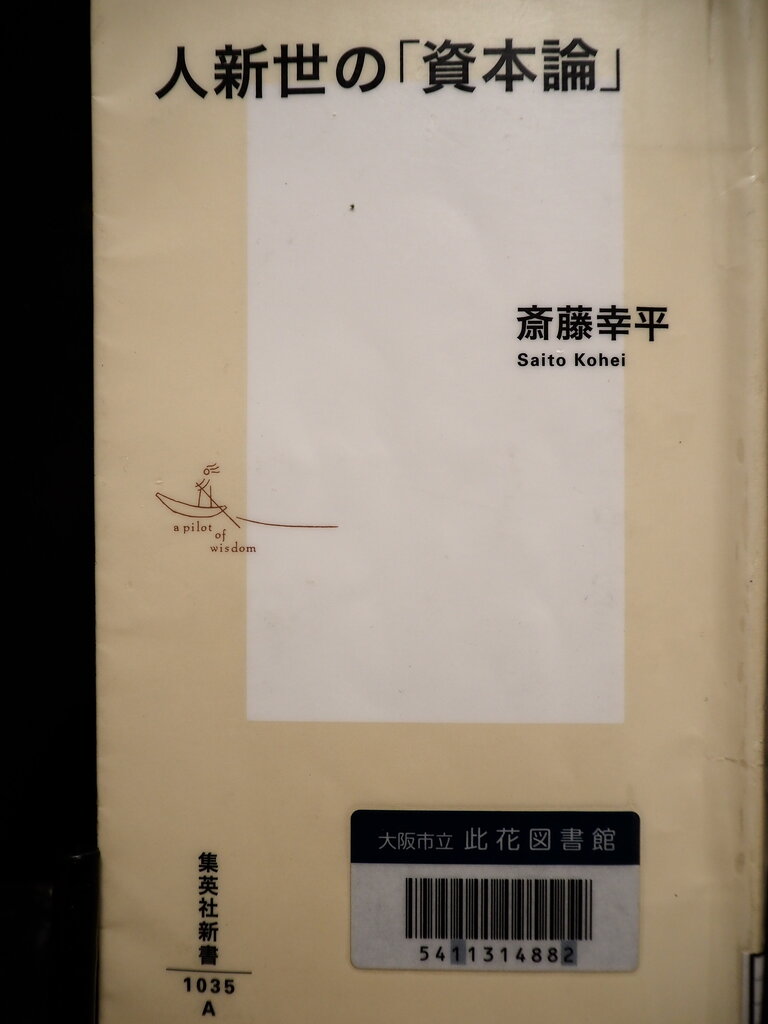 人新世の「資本論」
斎藤幸平
Saito Kohei
a pilot
of
wisdom
大阪市立 此花図書館
5411314882
集英社新書
1035
A